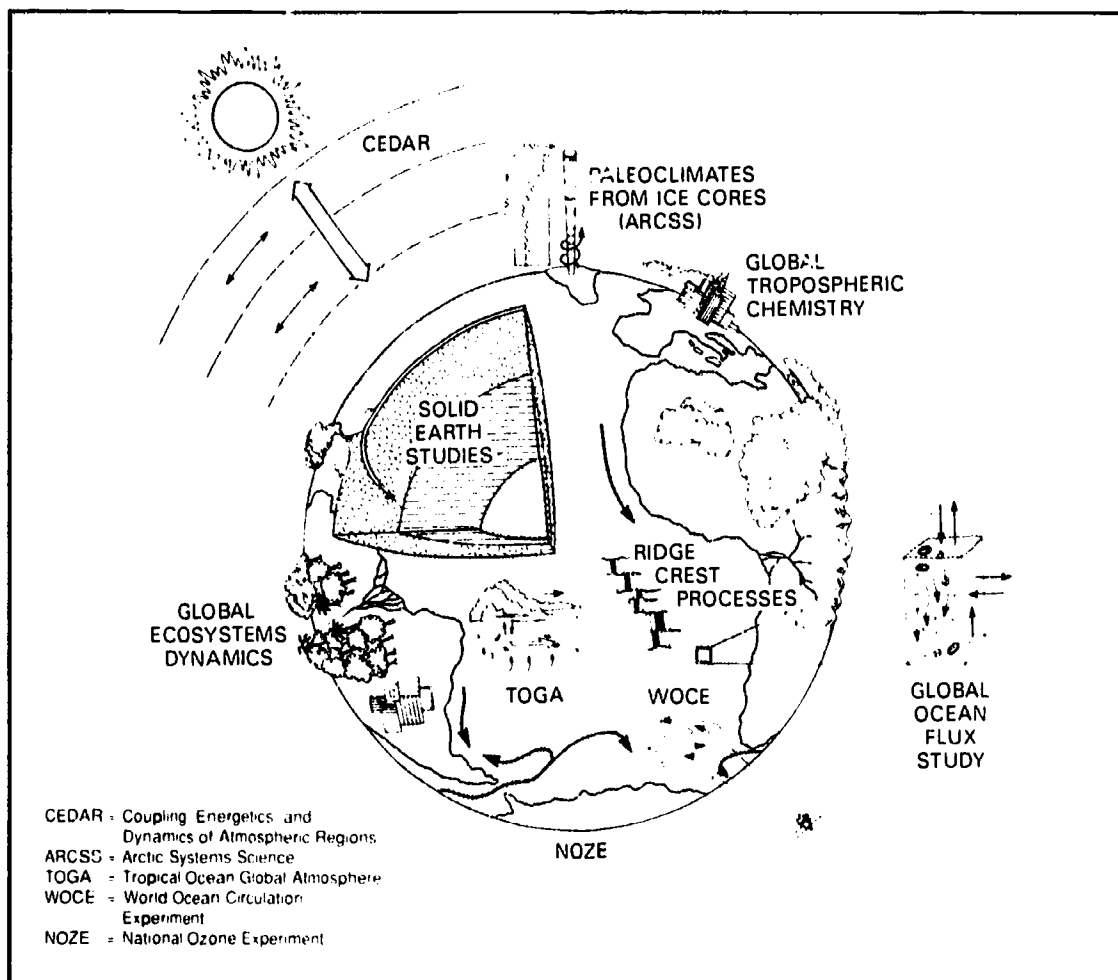 CEDAR
PALEOCLIMATES
FROM ICE CORES
(ARCSS)
GLOBAL
TROPOSPHERIC
CHEMISTRY
SOLID
EARTH
STUDIES
RIDGE
CREST
PROCESSES
GLOBAL
ECOSYSTEMS
DYNAMICS
TOGA
WOCE
GLOBAL
OCEAN
FLUX
STUDY
NOZE
CEDAR = Coupling Energetics and
Dynamics of Atmospheric Regions
ARCSS = Arctic Systems Science
TOGA = Tropical Ocean Global Atmosphere
WOCE = World Ocean Circulation
Experiment
NOZE = National Ozone Experiment